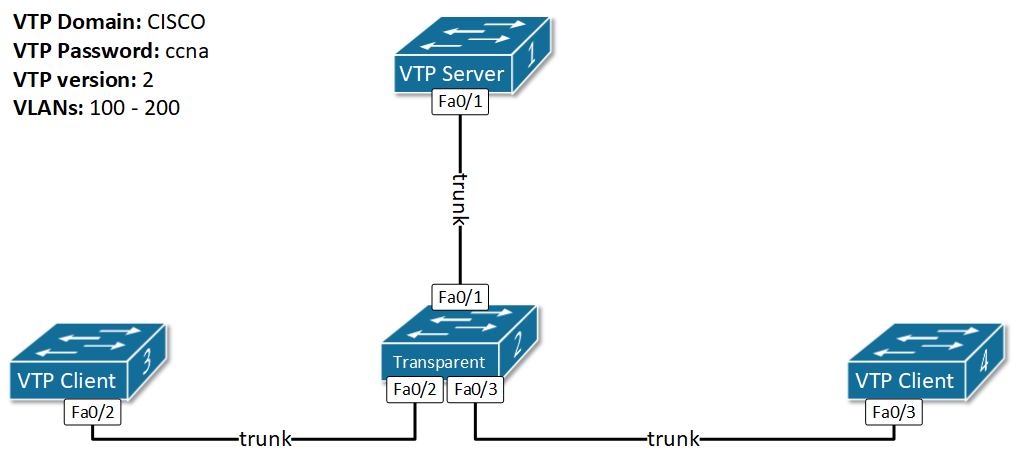 VTP Domain: CISCO
VTP Password: ccna
VTP version: 2
VLANs: 100 - 200
1
VTP Server
Fa0/1
trunk
Fa0/1
3
VTP Client
Fa0/2
2
Transparent
Fa0/2
Fa0/3
4
VTP Client
Fa0/3
trunk
trunk